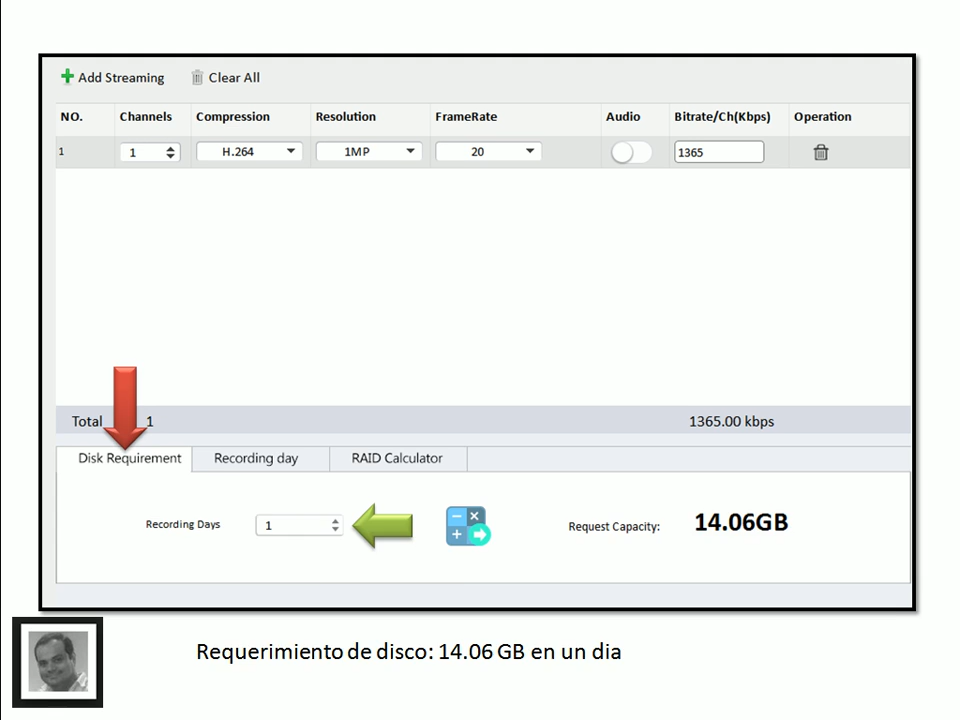 Add Streaming Clear All
NO. Channels Compression Resolution FrameRate Audio Bitrate/Ch(Kbps) Operation
1 1 H.264 1MP 20 1365
Total 1 1365.00 kbps
Disk Requirement Recording day RAID Calculator
Recording Days 1 Request Capacity: 14.06GB
Requerimiento de disco: 14.06 GB en un dia